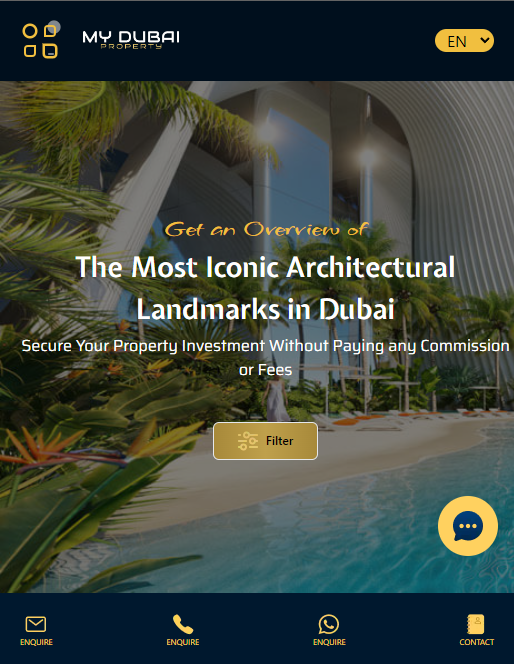 MY DUBAI
PROPERTY
EN
Get an Overview of
The Most Iconic Architectural
Landmarks in Dubai
Secure Your Property Investment Without Paying any Commission
or Fees
Filter
ENQUIRE
ENQUIRE
ENQUIRE
CONTACT